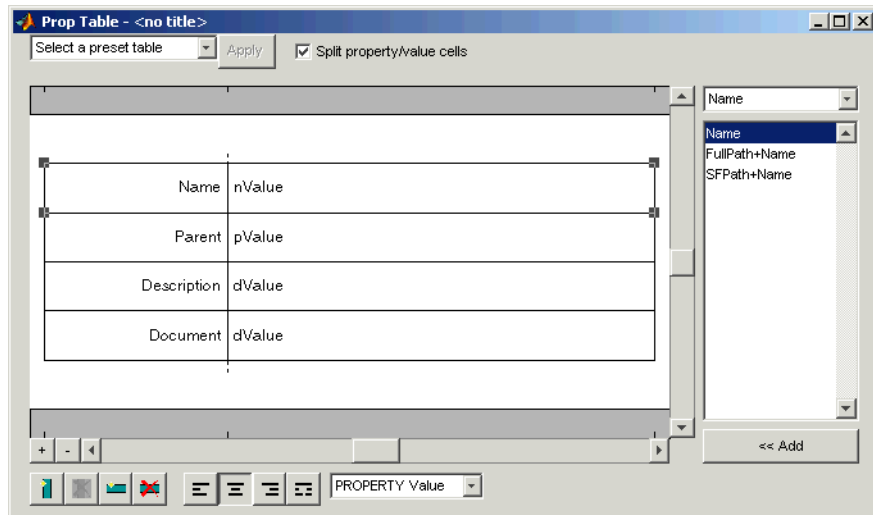 Prop Table - <no title>
Select a preset table Apply Split property/value cells
Name
Name
FullPath+Name
SFPath+Name
Name nValue
Parent pValue
Description dValue
Document dValue
+ -
<< Add
PROPERTY Value